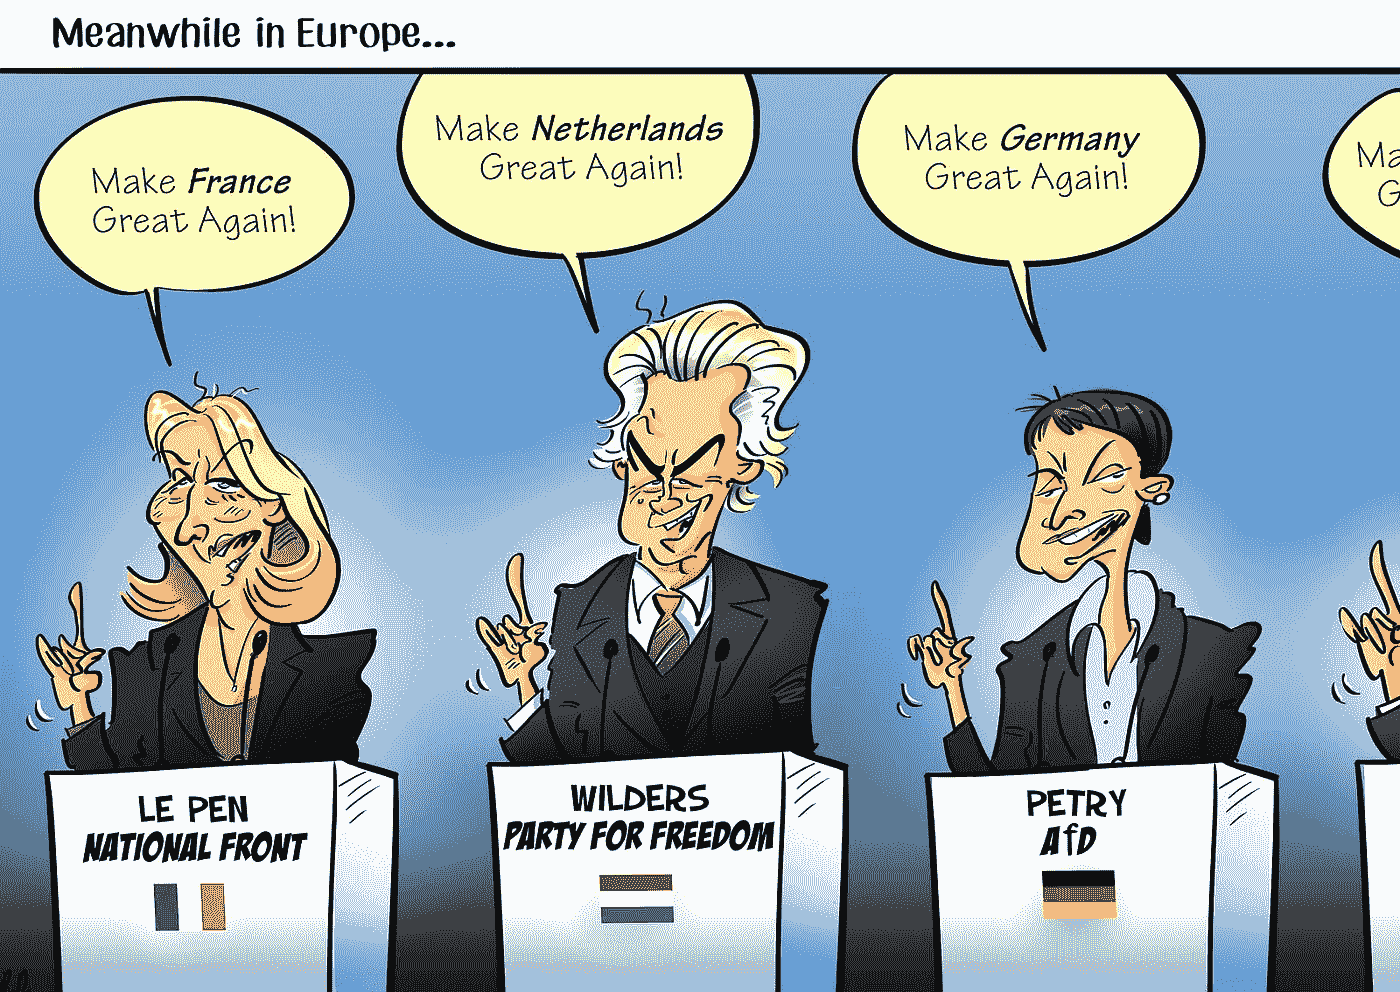 Meanwhile in Europe...
Make France
Great Again!
Make Netherlands
Great Again!
Make Germany
Great Again!
Ma
G
LE PEN
NATIONAL FRONT
WILDERS
PARTY FOR FREEDOM
PETRY
AfD